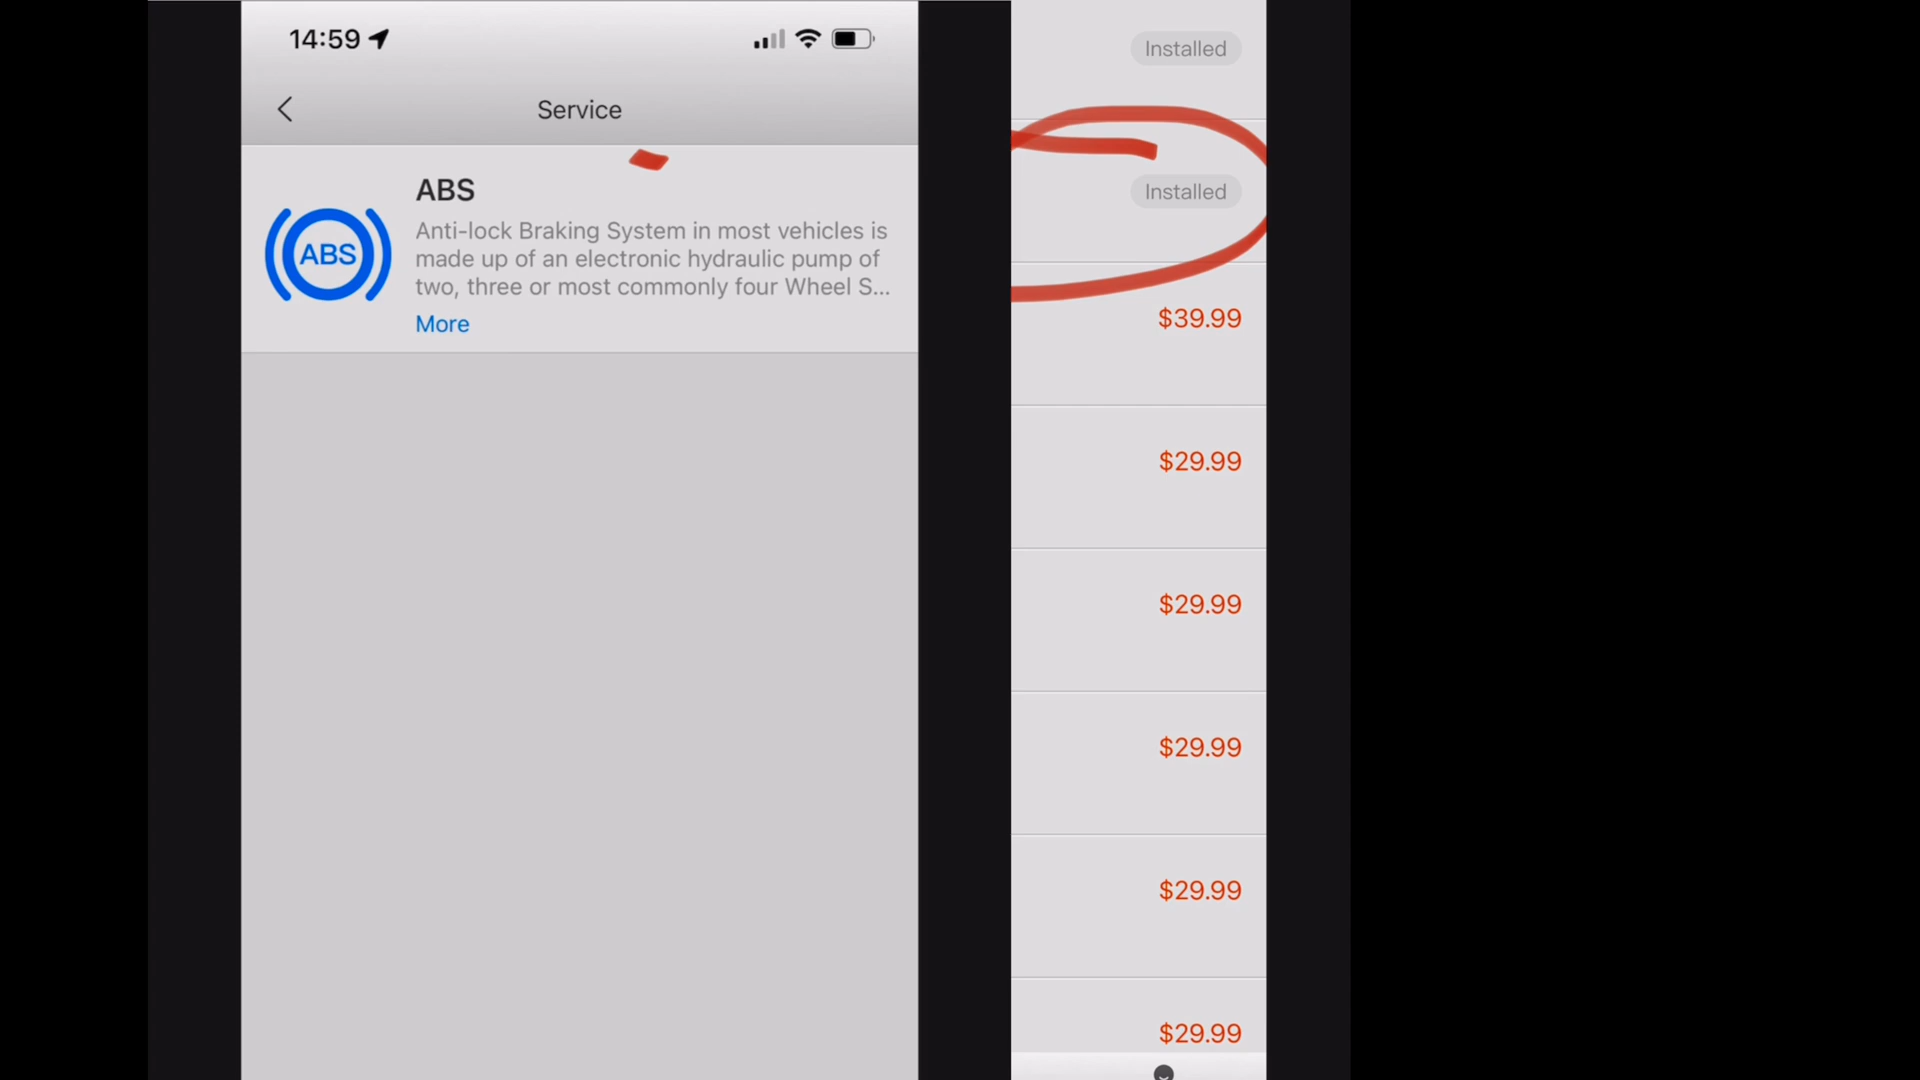 14:59
Service
ABS
ABS
Anti-lock Braking System in most vehicles is
made up of an electronic hydraulic pump of
two, three or most commonly four Wheel S...
More
Installed
Installed
$39.99
$29.99
$29.99
$29.99
$29.99
$29.99